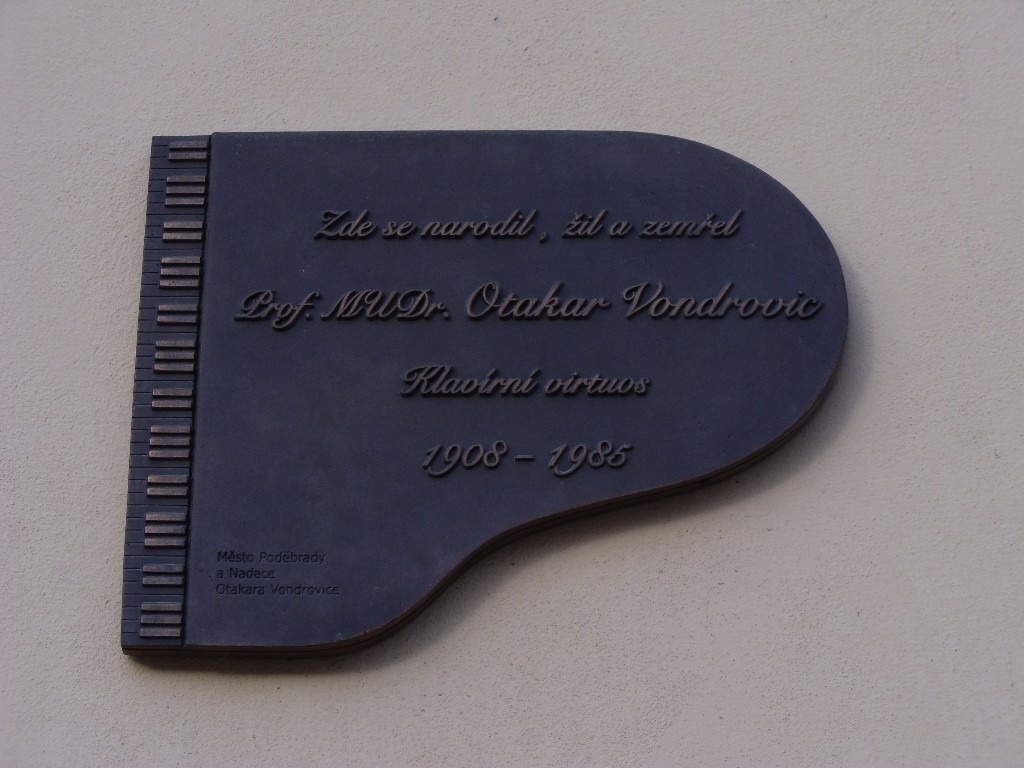 Zde se narodil , žil a zemřel
Prof. MUDr. Otakar Vondrovic
Klavírní virtuos
1908 – 1985
Město Poděbrady
a Nadace
Otakara Vondrovice